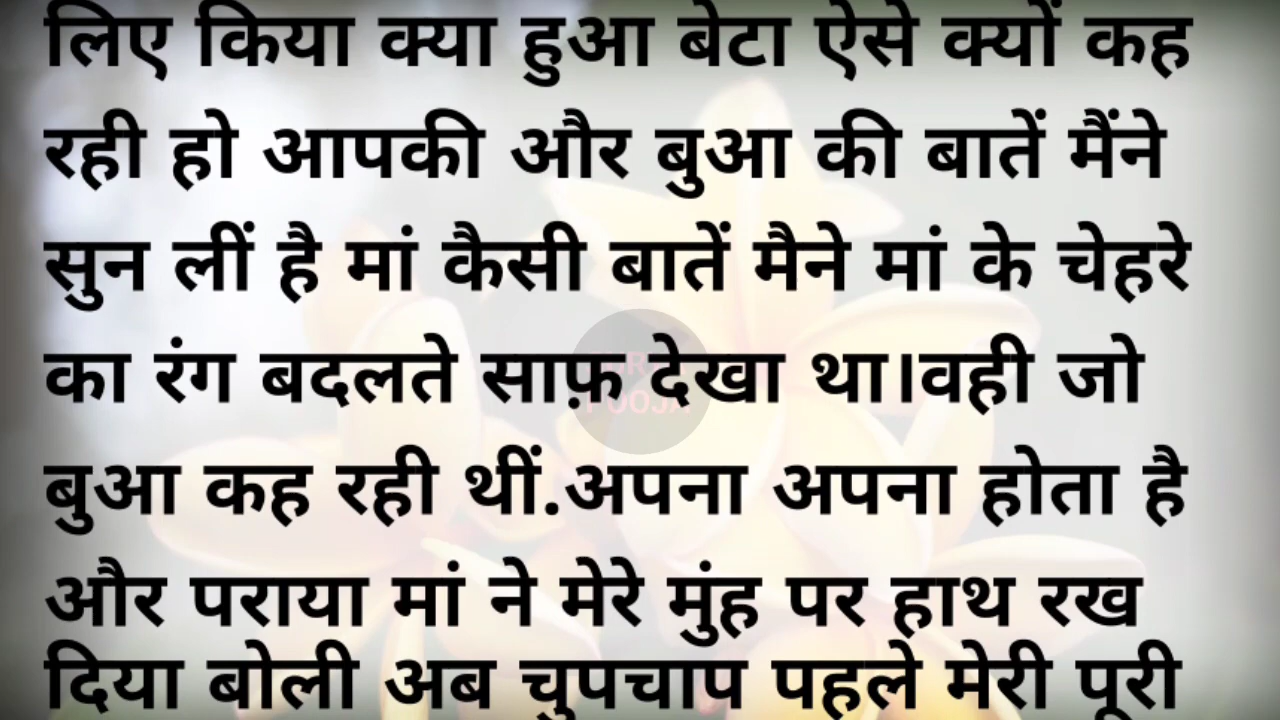 लिए किया क्या हुआ बेटा ऐसे क्यों कह
रही हो आपकी और बुआ की बातें मैंने
सुन लीं है मां कैसी बातें मैने मां के चेहरे
का रंग बदलते साफ़ देखा था।वही जो
बुआ कह रही थीं.अपना अपना होता है
और पराया मां ने मेरे मुंह पर हाथ रख
दिया बोली अब चुपचाप पहले मेरी पूरी
POOJA